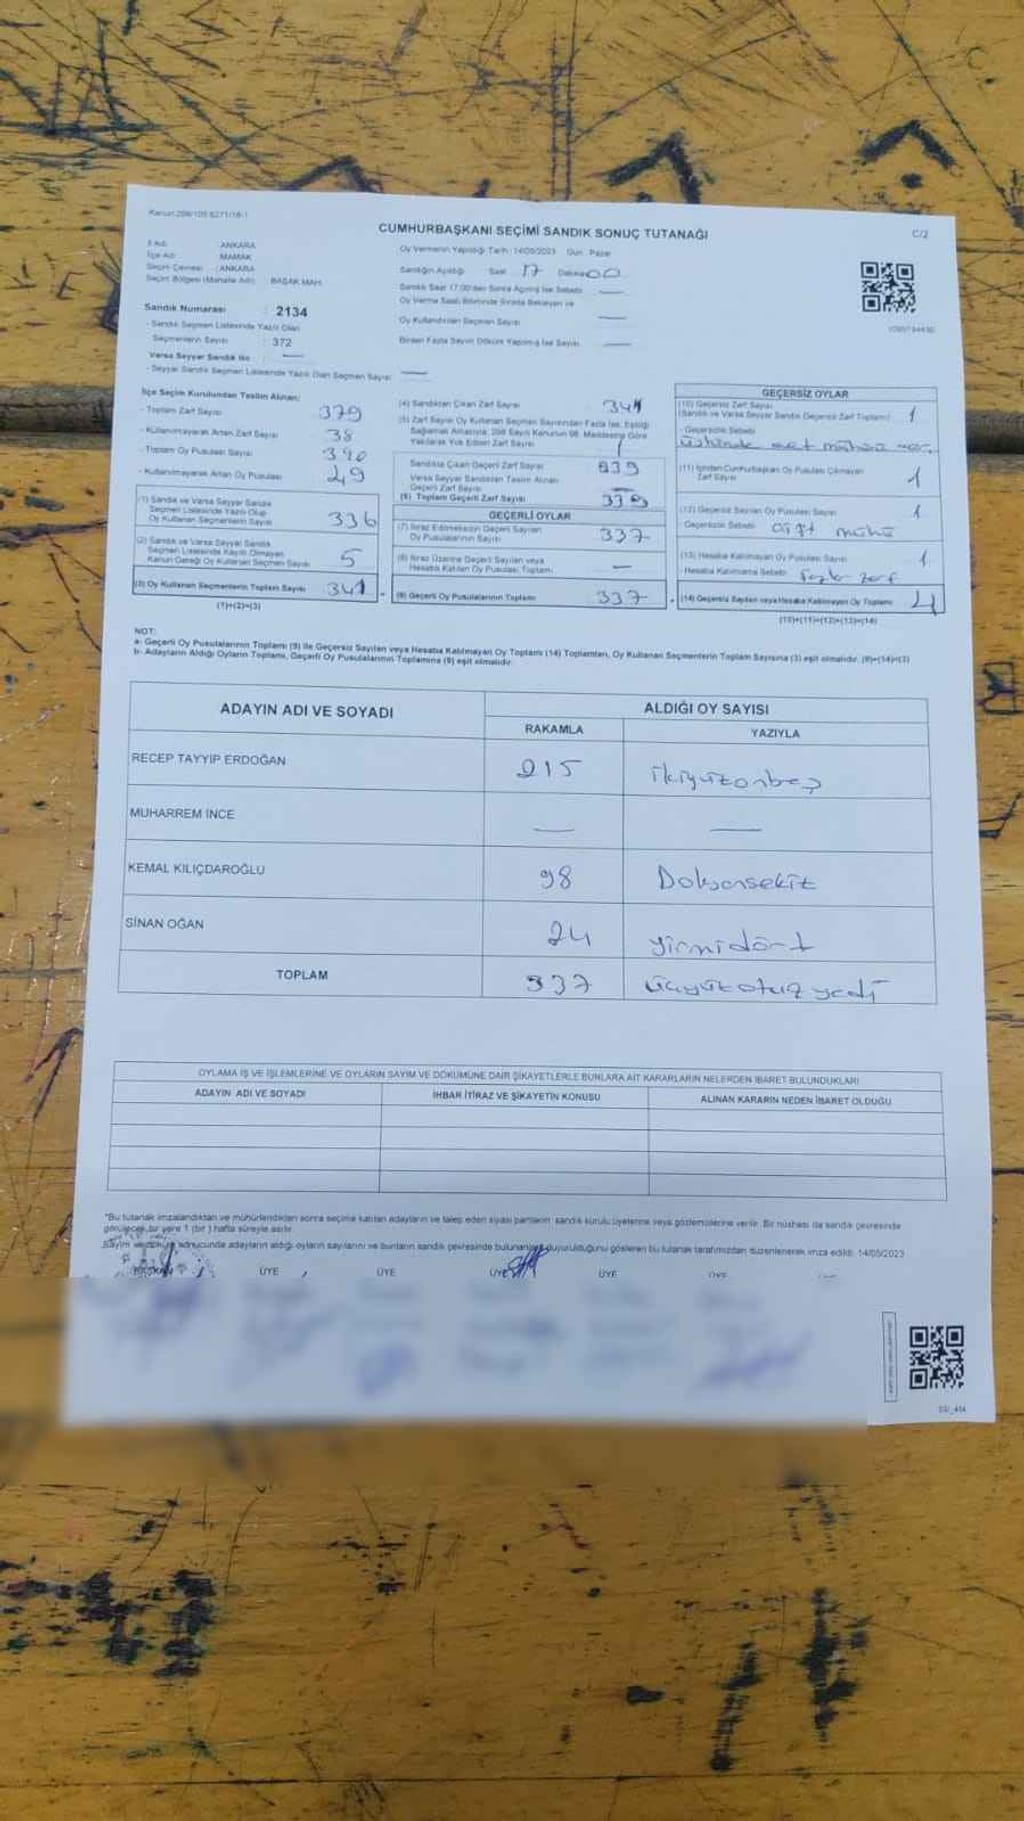 CUMHURBAŞKANI SEÇİMİ SANDIK SONUÇ TUTANAĞI
C/2
İl Adı : ANKARA
İlçe Adı : MAMAK
Seçim Çevresi : ANKARA
Seçim Bölgesi (Mahalle Adı) : BAŞAK MAH.
Oy Vermenin Yapıldığı Tarih : 14/05/2023 Gün : Pazar
Sandığın Açıldığı Saat : 17 Dakika : 00
Sandık Saat 17:00'den Sonra Açılmış İse Sebebi —
Oy Verme Saati Bitiminde Sırada Bekleyen ve
Oy Kullandırılan Seçmen Sayısı —
Birden Fazla Sayım Döküm Yapılmış İse Sayısı —
Sandık Numarası : 2134
- Sandık Seçmen Listesinde Yazılı Olan
Seçmenlerin Sayısı : 372
Varsa Seyyar Sandık No : —
- Seyyar Sandık Seçmen Listesinde Yazılı Olan Seçmen Sayısı —
İlçe Seçim Kurulundan Teslim Alınan:
- Toplam Zarf Sayısı 379
- Kullanılmayarak Artan Zarf Sayısı 38
- Toplam Oy Pusulası Sayısı 390
- Kullanılmayarak Artan Oy Pusulası 49
(1) Sandık ve Varsa Seyyar Sandık
Seçmen Listesinde Yazılı Olup
Oy Kullanan Seçmenlerin Sayısı 336
(2) Sandık ve Varsa Seyyar Sandık
Seçmen Listesinde Kayıtlı Olmayan
Kanun Gereği Oy Kullanan Seçmen Sayısı 5
(3) Oy Kullanan Seçmenlerin Toplam Sayısı 341
(1)+(2)=(3)
(4) Sandıktan Çıkan Zarf Sayısı
(5) Zarf Sayısı Oy Kullanan Seçmen Sayısından Fazla İse, Eşitliği
Sağlamak Amacıyla, 298 Sayılı Kanunun 98. Maddesine Göre
Yakılarak Yok Edilen Zarf Sayısı
Sandıkta Çıkan Geçerli Zarf Sayısı 339
Varsa Seyyar Sandıktan Teslim Alınan
Geçerli Zarf Sayısı —
(6) Toplam Geçerli Zarf Sayısı 339
GEÇERLİ OYLAR
(7) İtiraz Edilmeksizin Geçerli Sayılan
Oy Pusulalarının Sayısı 337
(8) İtiraz Üzerine Geçerli Sayılan veya
Hesaba Katılan Oy Pusulası Toplamı —
(9) Geçerli Oy Pusulalarının Toplamı 337
GEÇERSİZ OYLAR
(10) Geçersiz Zarf Sayısı
(Sandık ve Varsa Seyyar Sandık Geçersiz Zarf Toplamı) 1
- Geçersizlik Sebebi
(11) İçinden Cumhurbaşkanı Oy Pusulası Çıkmayan
Zarf Sayısı 1
(12) Geçersiz Sayılan Oy Pusulası Sayısı 1
Geçersizlik Sebebi çift mühü
(13) Hesaba Katılmayan Oy Pusulası Sayısı 1
- Hesaba Katılmama Sebebi fazla zarf
(14) Geçersiz Sayılan veya Hesaba Katılmayan Oy Toplamı 4
(10)+(11)+(12)+(13)=(14)
NOT:
a- Geçerli Oy Pusulalarının Toplamı (9) ile Geçersiz Sayılan veya Hesaba Katılmayan Oy Toplamı (14) Toplamları, Oy Kullanan Seçmenlerin Toplam Sayısına (3) eşit olmalıdır. (9)+(14)=(3)
b- Adayların Aldığı Oyların Toplamı, Geçerli Oy Pusulalarının Toplamına (9) eşit olmalıdır.
ADAYIN ADI VE SOYADI ALDIĞI OY SAYISI
RAKAMLA YAZIYLA
RECEP TAYYİP ERDOĞAN 215 ikiyüzonbeş
MUHARREM İNCE — —
KEMAL KILIÇDAROĞLU 98 Doksansekiz
SİNAN OĞAN 24 yirmidört
TOPLAM 337 üçyüzotuzyedi
OYLAMA İŞ VE İŞLEMLERİNE VE OYLARIN SAYIM VE DÖKÜMÜNE DAİR ŞİKAYETLERLE BUNLARA AİT KARARLARIN NELERDEN İBARET BULUNDUKLARI
ADAYIN ADI VE SOYADI İHBAR İTİRAZ VE ŞİKAYETİN KONUSU ALINAN KARARIN NEDEN İBARET OLDUĞU
*Bu tutanak imzalandıktan ve mühürlendikten sonra seçime katılan adayların ve talep eden siyasi partilerin sandık kurulu üyelerine veya gözlemcilerine verilir. Bir nüshası da sandık çevresinde
görülecek bir yere 1 (bir) hafta süreyle asılır.
Sayım ve döküm sonucunda adayların aldığı oyların sayılarını ve bunların sandık çevresinde bulunanlara duyurulduğunu gösteren bu tutanak tarafımızdan düzenlenerek imza edildi. 14/05/2023
BAŞKAN ÜYE ÜYE ÜYE ÜYE ÜYE